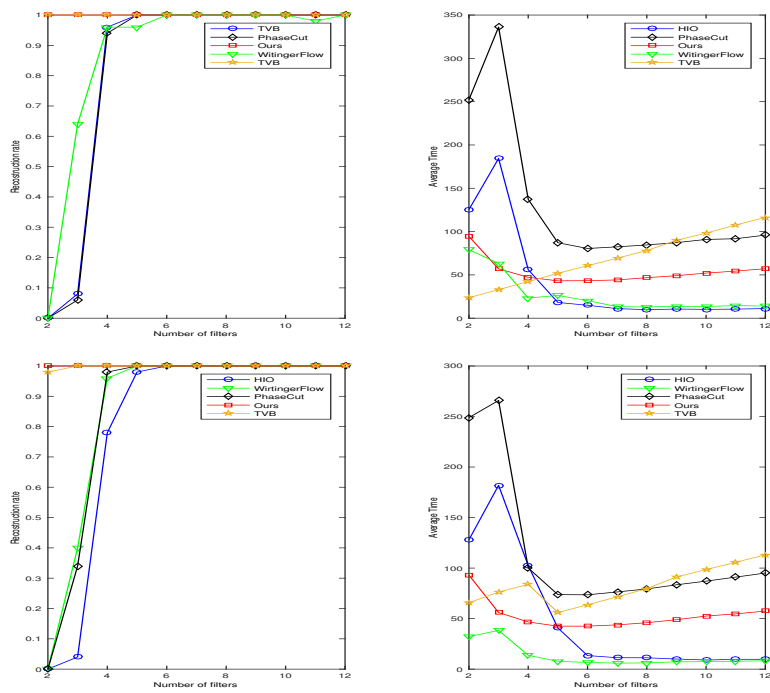 1
0.9
0.8
0.7
0.6
0.5
0.4
0.3
0.2
0.1
0
2
4
6
8
10
12
Recostruction rate
Number of filters
TVB
PhaseCut
Ours
WitingerFlow
TVB
350
300
250
200
150
100
50
0
2
4
6
8
10
12
Average Time
Number of filters
HIO
PhaseCut
Ours
WitingerFlow
TVB
1
0.9
0.8
0.7
0.6
0.5
0.4
0.3
0.2
0.1
0
2
4
6
8
10
12
Recostruction rate
Number of filters
HIO
WirtingerFlow
PhaseCut
Ours
TVB
300
250
200
150
100
50
0
2
4
6
8
10
12
Average Time
Number of filters
HIO
WirtingerFlow
PhaseCut
Ours
TVB